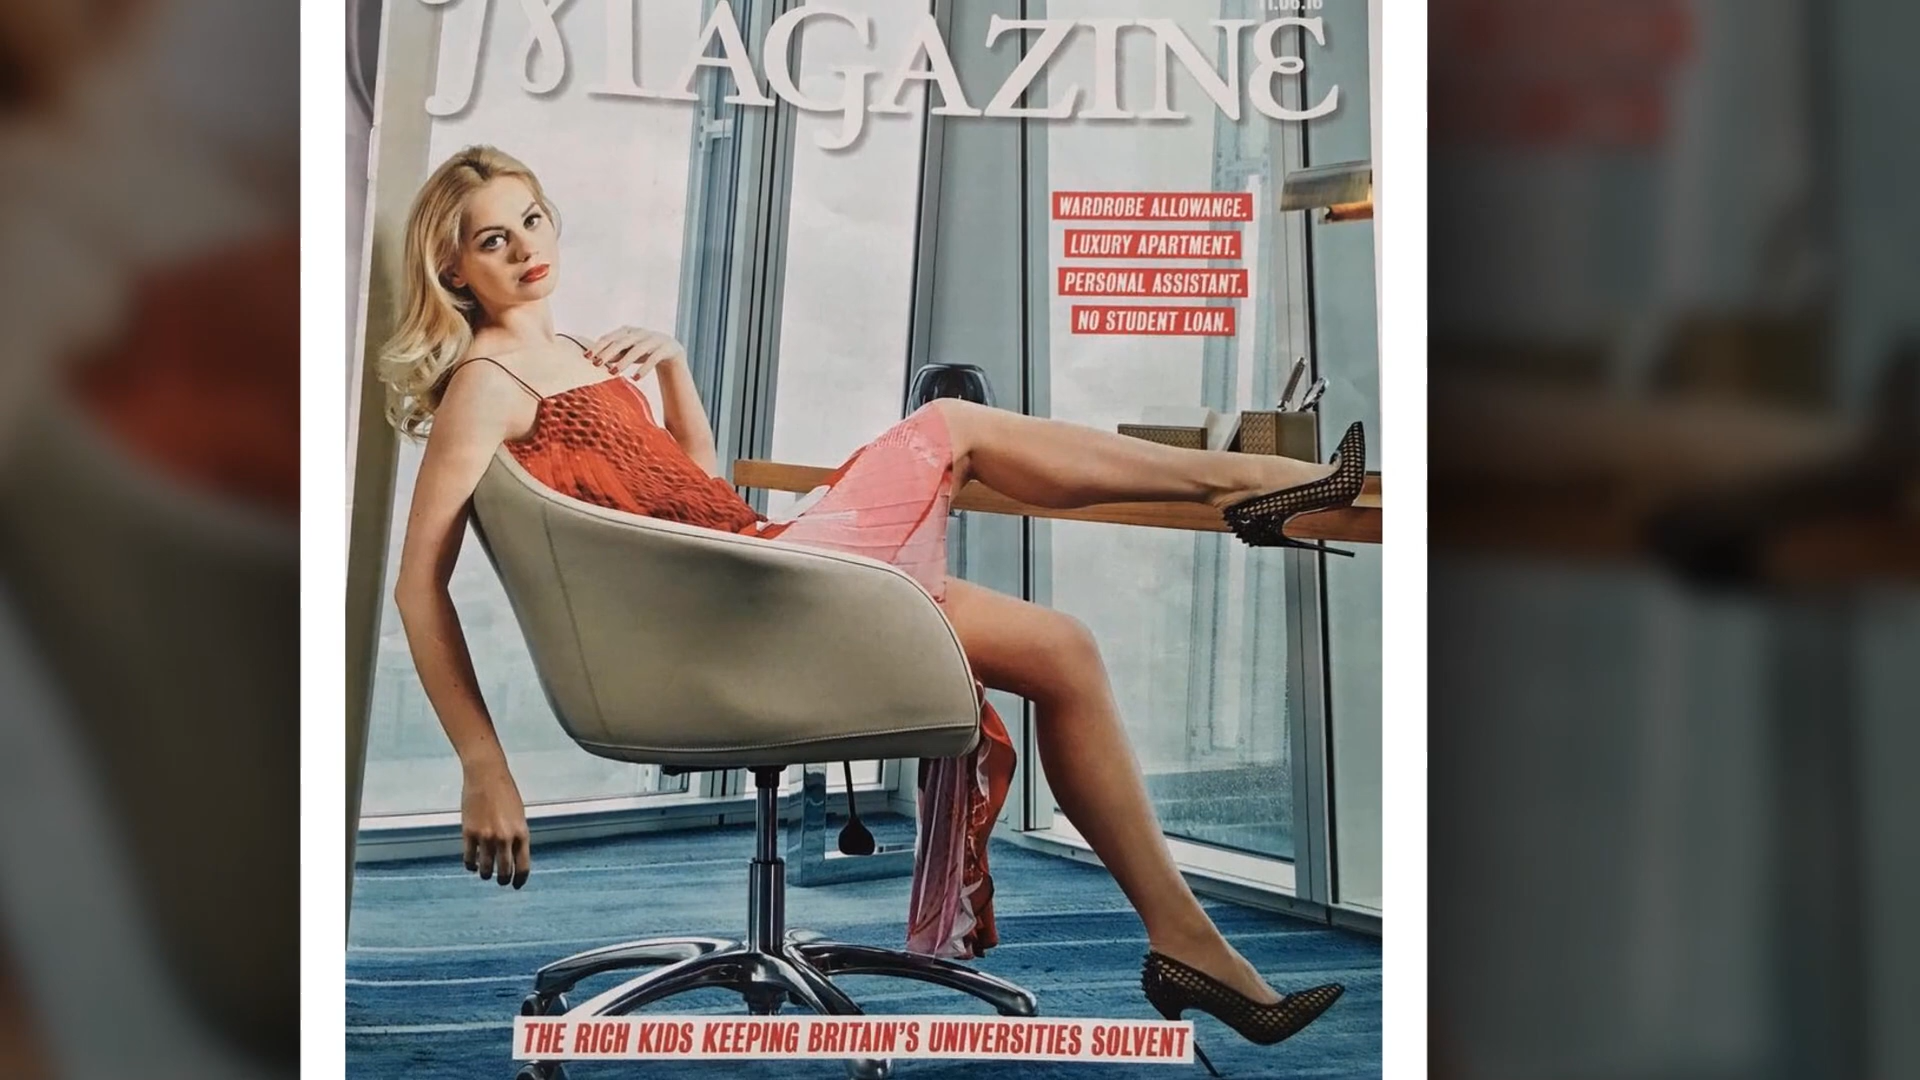 MAGAZINE
WARDROBE ALLOWANCE.
LUXURY APARTMENT.
PERSONAL ASSISTANT.
NO STUDENT LOAN.
THE RICH KIDS KEEPING BRITAIN'S UNIVERSITIES SOLVENT